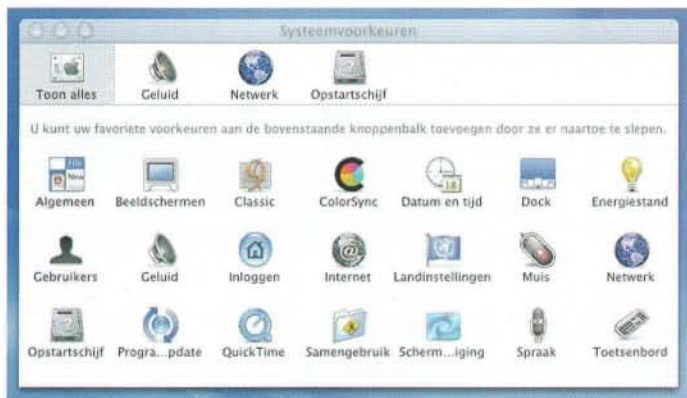 Systeemvoorkeuren
Toon alles Geluid Netwerk Opstartschijf
U kunt uw favoriete voorkeuren aan de bovenstaande knoppenbalk toevoegen door ze er naartoe te slepen.
New
18
Algemeen Beeldschermen Classic ColorSync Datum en tijd Dock Energiestand
@
Gebruikers Geluid Inloggen Internet Landinstellingen Muis Netwerk
Opstartschijf Progra...pdate QuickTime Samengebruik Scherm...iging Spraak Toetsenbord